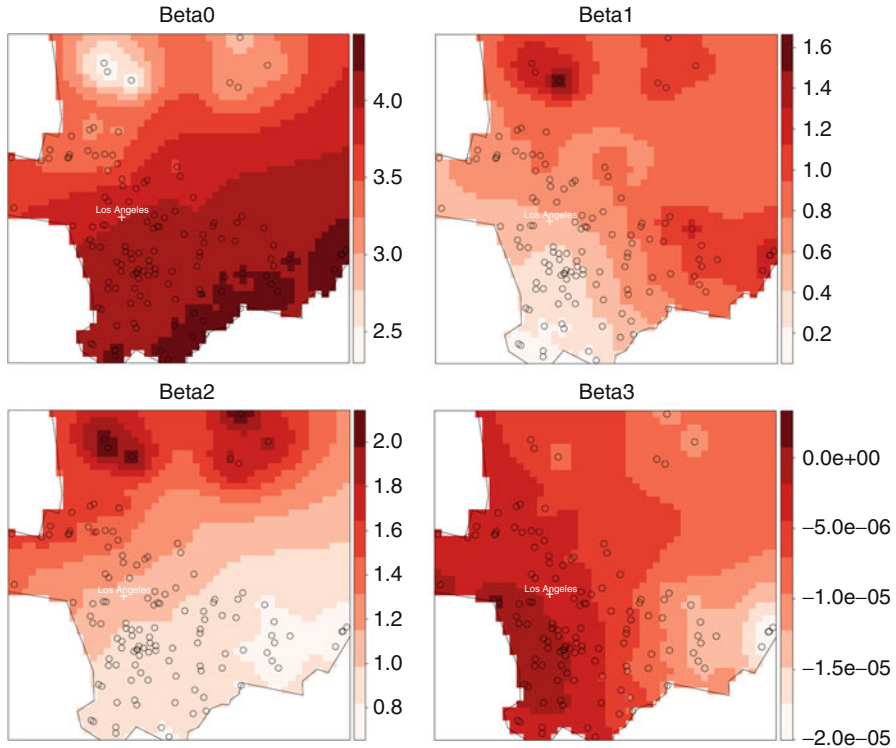 Beta0
4.0
3.5
3.0
2.5
Los Angeles
Beta1
1.6
1.4
1.2
1.0
0.8
0.6
0.4
0.2
Los Angeles
Beta2
2.0
1.8
1.6
1.4
1.2
1.0
0.8
Los Angeles
Beta3
0.0e+00
−5.0e−06
−1.0e−05
−1.5e−05
−2.0e−05
Los Angeles